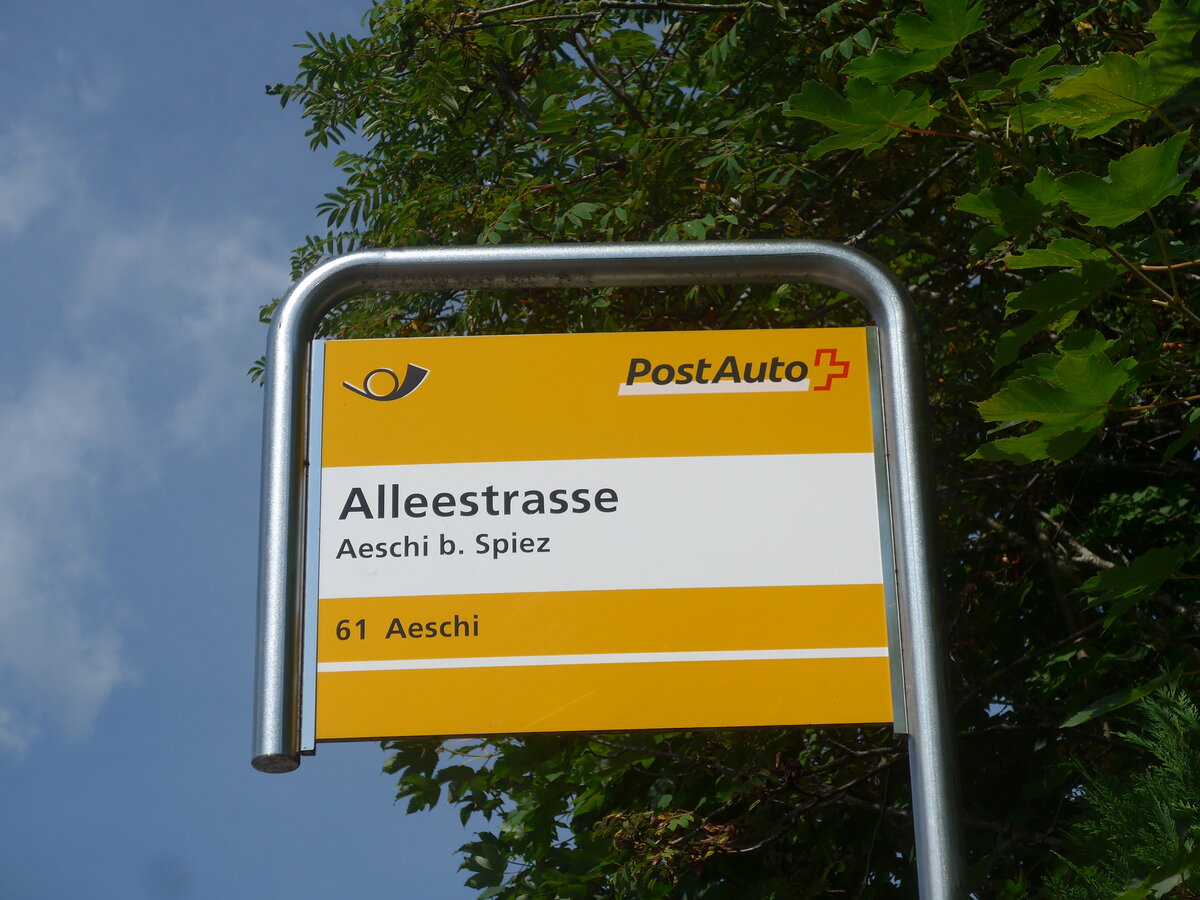 PostAuto
Alleestrasse
Aeschi b. Spiez
61 Aeschi